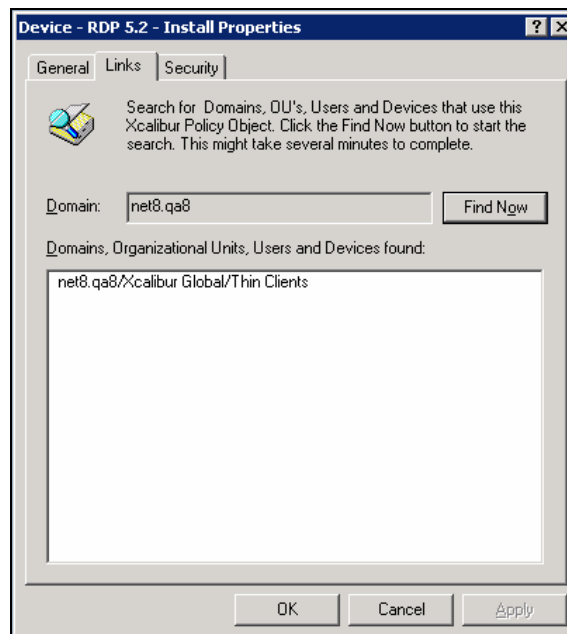 Device - RDP 5.2 - Install Properties
General
Links
Security
Search for Domains, OU's, Users and Devices that use this
Xcalibur Policy Object. Click the Find Now button to start the
search. This might take several minutes to complete.
Domain:
net8.qa8
Find Now
Domains, Organizational Units, Users and Devices found:
net8.qa8/Xcalibur Global/Thin Clients
OK
Cancel
Apply